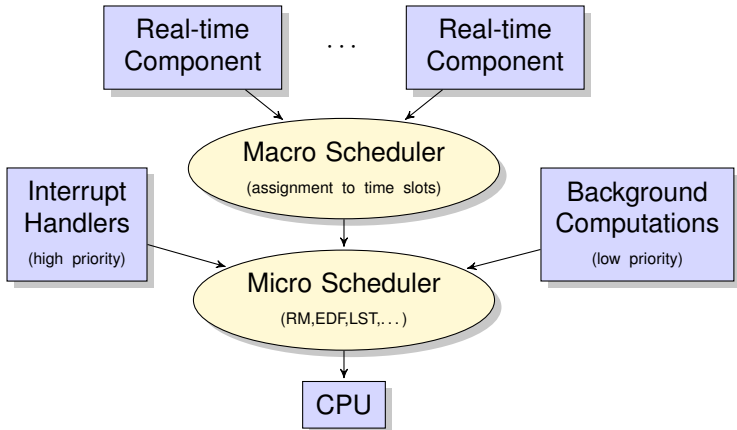 Real-time
Component
. . .
Real-time
Component
Macro Scheduler
(assignment to time slots)
Interrupt
Handlers
(high priority)
Background
Computations
(low priority)
Micro Scheduler
(RM,EDF,LST,. . . )
CPU